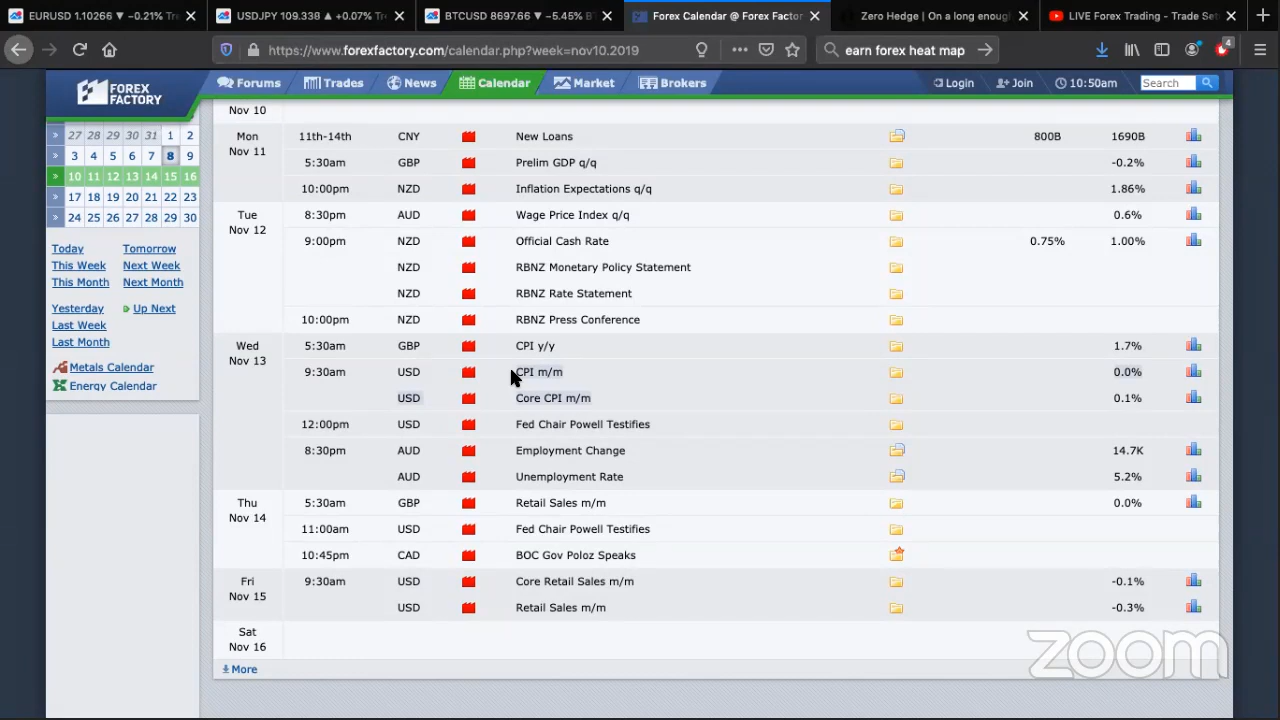 EURUSD 1.10266 ▼ −0.21% Tr
USDJPY 109.338 ▲ +0.07% Tr
BTCUSD 8697.66 ▼ −5.45% B
Forex Calendar @ Forex Factor
Zero Hedge | On a long enoug
LIVE Forex Trading - Trade Se
https://www.forexfactory.com/calendar.php?week=nov10.2019
earn forex heat map
4
FOREX FACTORY
Forums
Trades
News
Calendar
Market
Brokers
Login
Join
10:50am
Search
27 28 29 30 31 1 2
3 4 5 6 7 8 9
10 11 12 13 14 15 16
17 18 19 20 21 22 23
24 25 26 27 28 29 30
Today Tomorrow
This Week Next Week
This Month Next Month
Yesterday Up Next
Last Week
Last Month
Metals Calendar
Energy Calendar
Nov 10
Mon Nov 11 11th-14th CNY New Loans 800B 1690B
5:30am GBP Prelim GDP q/q -0.2%
10:00pm NZD Inflation Expectations q/q 1.86%
Tue Nov 12 8:30pm AUD Wage Price Index q/q 0.6%
9:00pm NZD Official Cash Rate 0.75% 1.00%
NZD RBNZ Monetary Policy Statement
NZD RBNZ Rate Statement
10:00pm NZD RBNZ Press Conference
Wed Nov 13 5:30am GBP CPI y/y 1.7%
9:30am USD CPI m/m 0.0%
USD Core CPI m/m 0.1%
12:00pm USD Fed Chair Powell Testifies
8:30pm AUD Employment Change 14.7K
AUD Unemployment Rate 5.2%
Thu Nov 14 5:30am GBP Retail Sales m/m 0.0%
11:00am USD Fed Chair Powell Testifies
10:45pm CAD BOC Gov Poloz Speaks
Fri Nov 15 9:30am USD Core Retail Sales m/m -0.1%
USD Retail Sales m/m -0.3%
Sat Nov 16
More
zoom